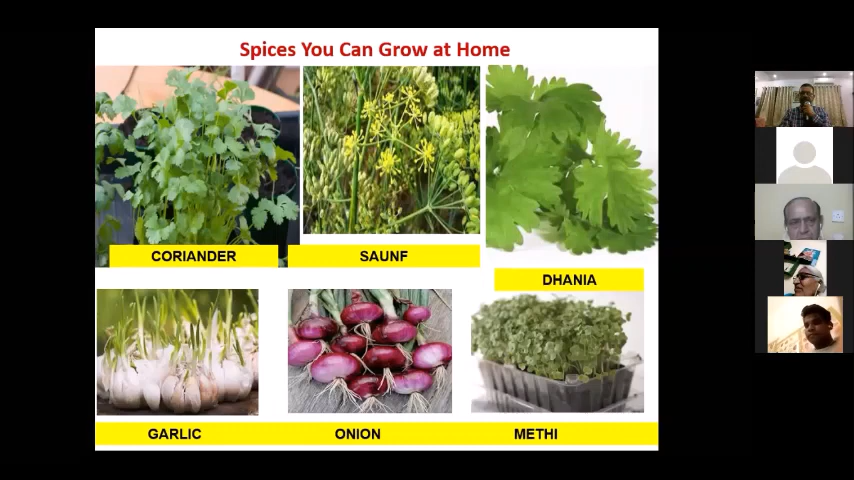 Spices You Can Grow at Home
CORIANDER
SAUNF
DHANIA
GARLIC
ONION
METHI